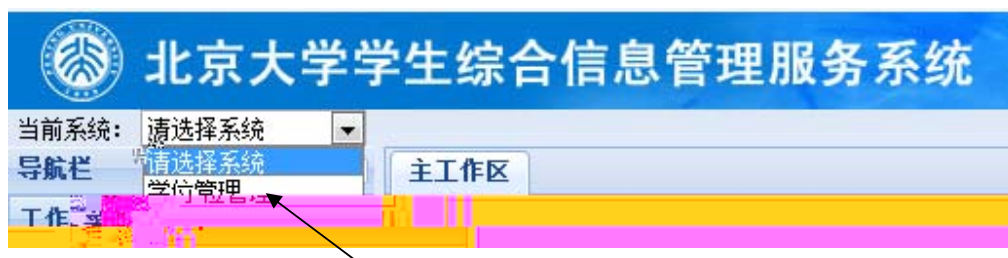 北京大学学生综合信息管理服务系统
当前系统: 请选择系统
导航栏 请选择系统 主工作区
学位管理
工作